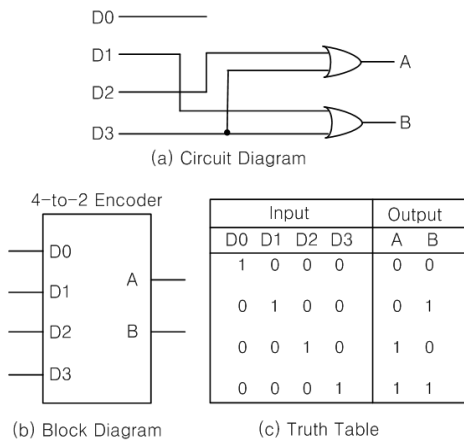 D0
D1
D2
D3
A
B
(a) Circuit Diagram
4-to-2 Encoder
D0
D1
D2
D3
A
B
(b) Block Diagram
Input Output
D0 D1 D2 D3 A B
1 0 0 0 0 0
0 1 0 0 0 1
0 0 1 0 1 0
0 0 0 1 1 1
(c) Truth Table